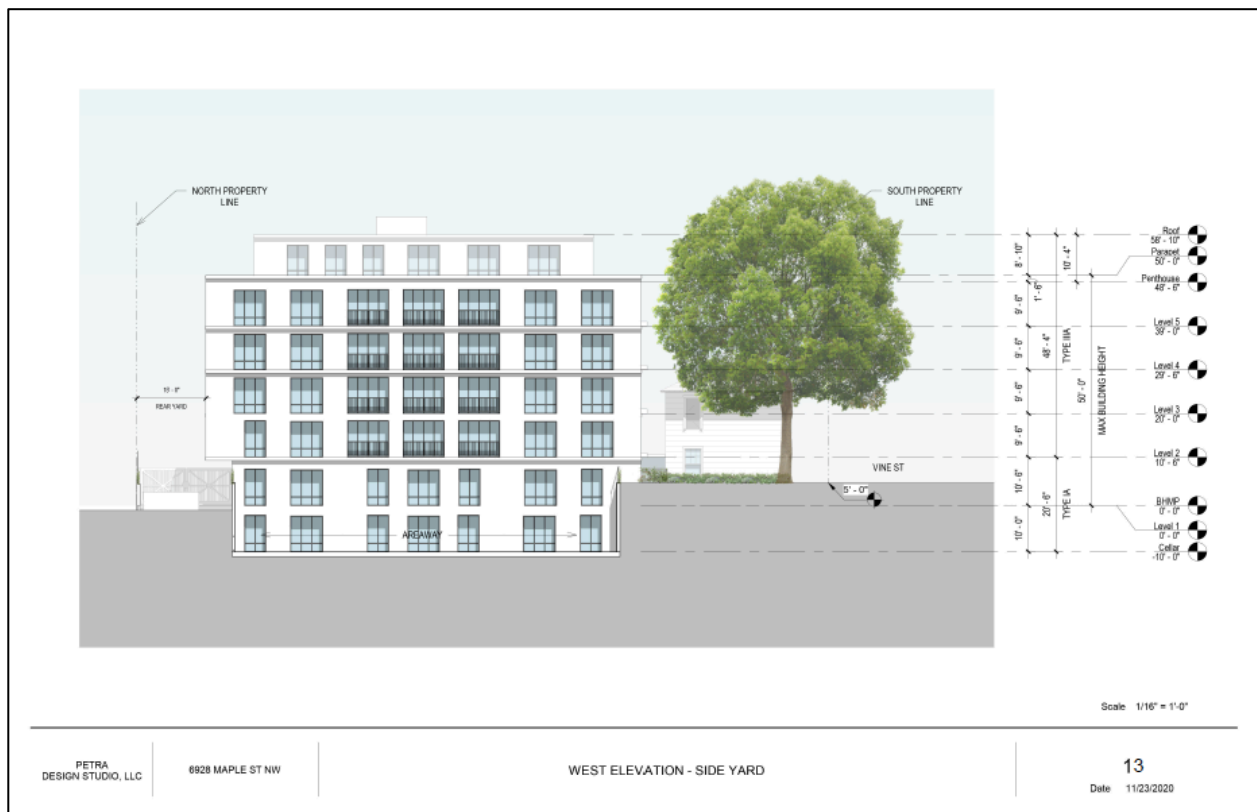 NORTH PROPERTY
LINE
SOUTH PROPERTY
LINE
REAR YARD
AREAWAY
VINE ST
5' - 0"
8' - 10"
10' - 4"
1' - 6"
9' - 6"
9' - 6"
9' - 6"
9' - 6"
10' - 6"
10' - 0"
48' - 4"
20' - 6"
TYPE IIIA
TYPE IA
50' - 0"
MAX BUILDING HEIGHT
Roof
58' - 10"
Parapet
50' - 0"
Penthouse
48' - 6"
Level 5
39' - 0"
Level 4
29' - 6"
Level 3
20' - 0"
Level 2
10' - 6"
BHMP
0' - 0"
Level 1
0' - 0"
Cellar
-10' - 0"
Scale 1/16" = 1'-0"
PETRA
DESIGN STUDIO, LLC
6928 MAPLE ST NW
WEST ELEVATION - SIDE YARD
13
Date 11/23/2020